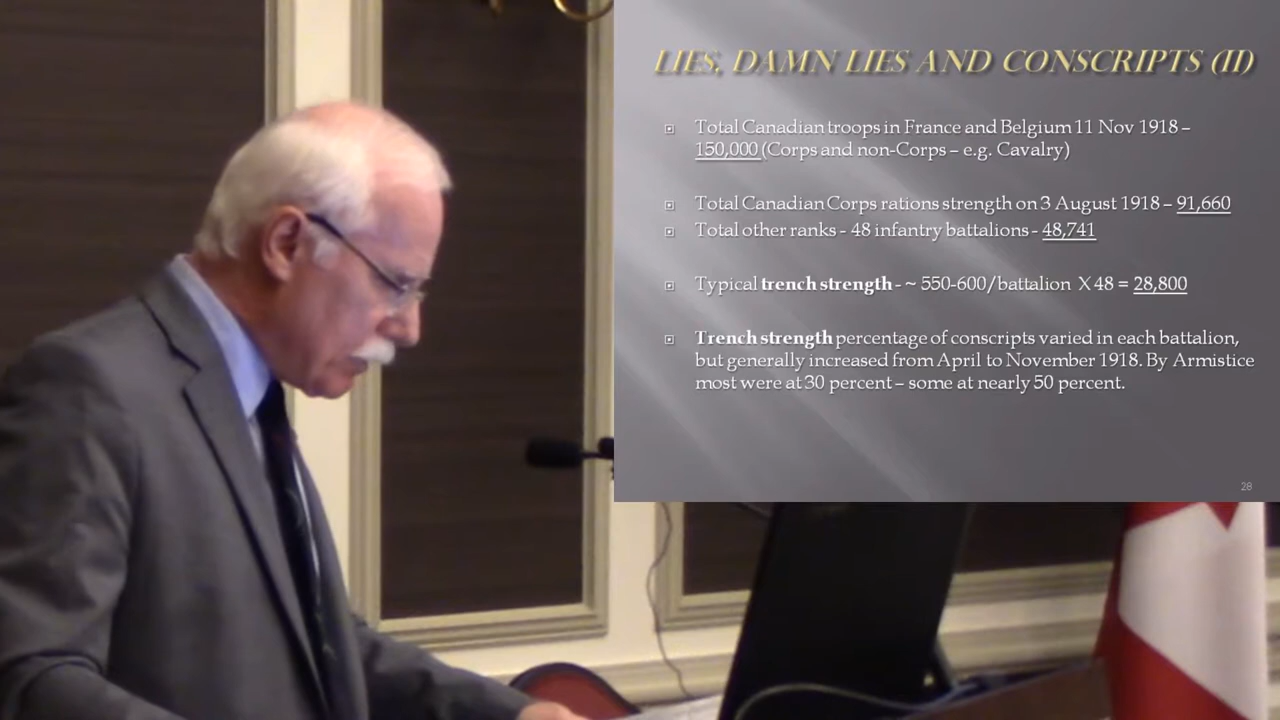 LIES, DAMN LIES AND CONSCRIPTS (II)
Total Canadian troops in France and Belgium 11 Nov 1918 –
150,000 (Corps and non-Corps – e.g. Cavalry)
Total Canadian Corps rations strength on 3 August 1918 – 91,660
Total other ranks - 48 infantry battalions - 48,741
Typical trench strength - ~ 550-600/battalion X 48 = 28,800
Trench strength percentage of conscripts varied in each battalion,
but generally increased from April to November 1918. By Armistice
most were at 30 percent – some at nearly 50 percent.
28